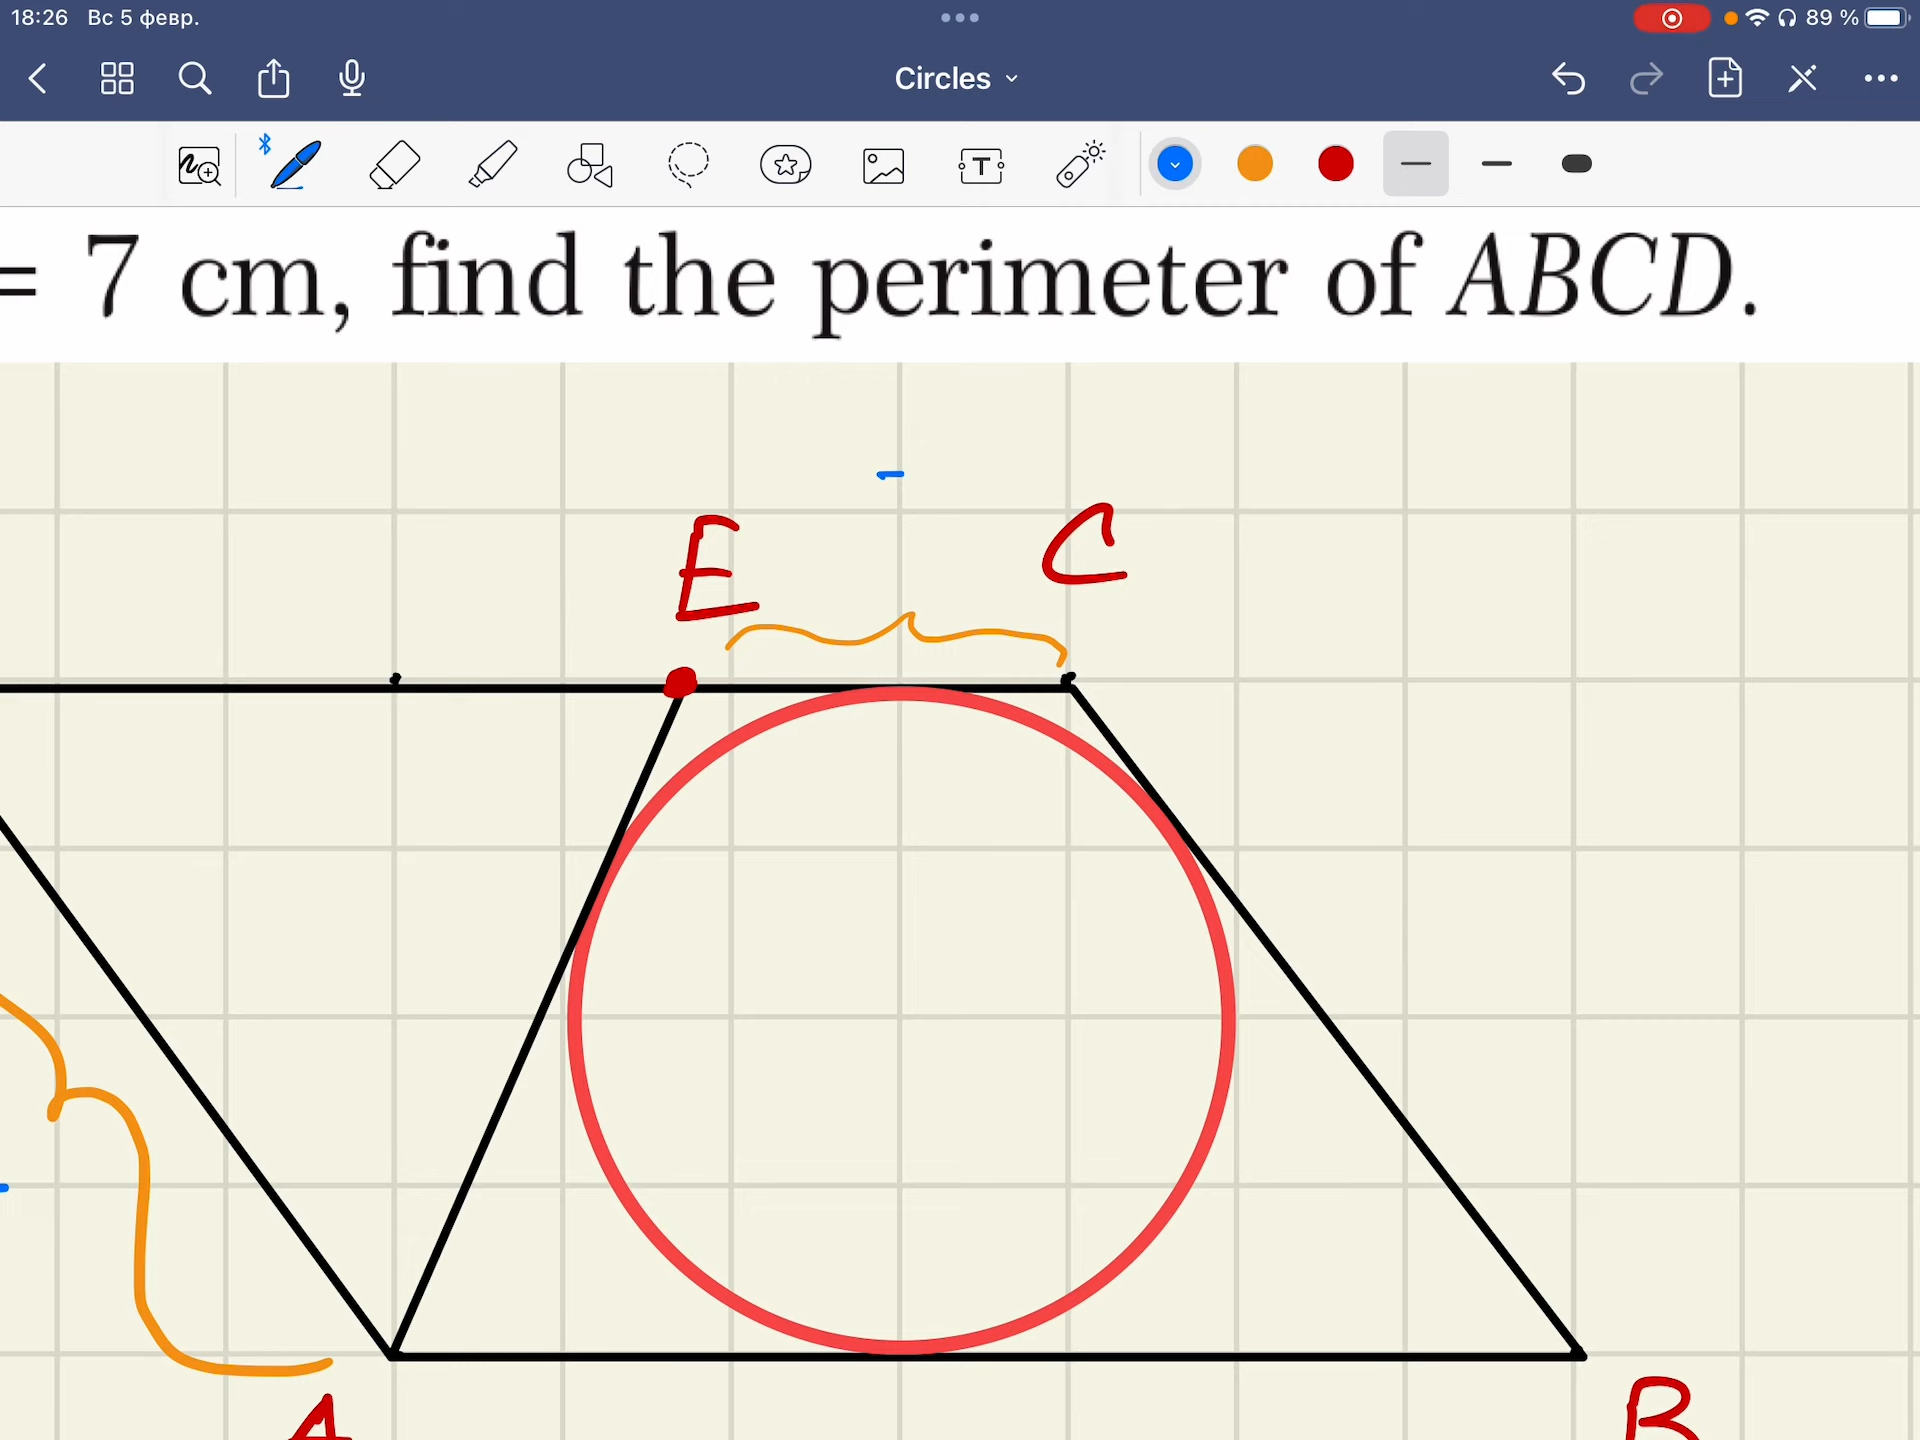 18:26 Вс 5 февр. 89 %
Circles
T
= 7 cm, find the perimeter of ABCD.
E C
A B